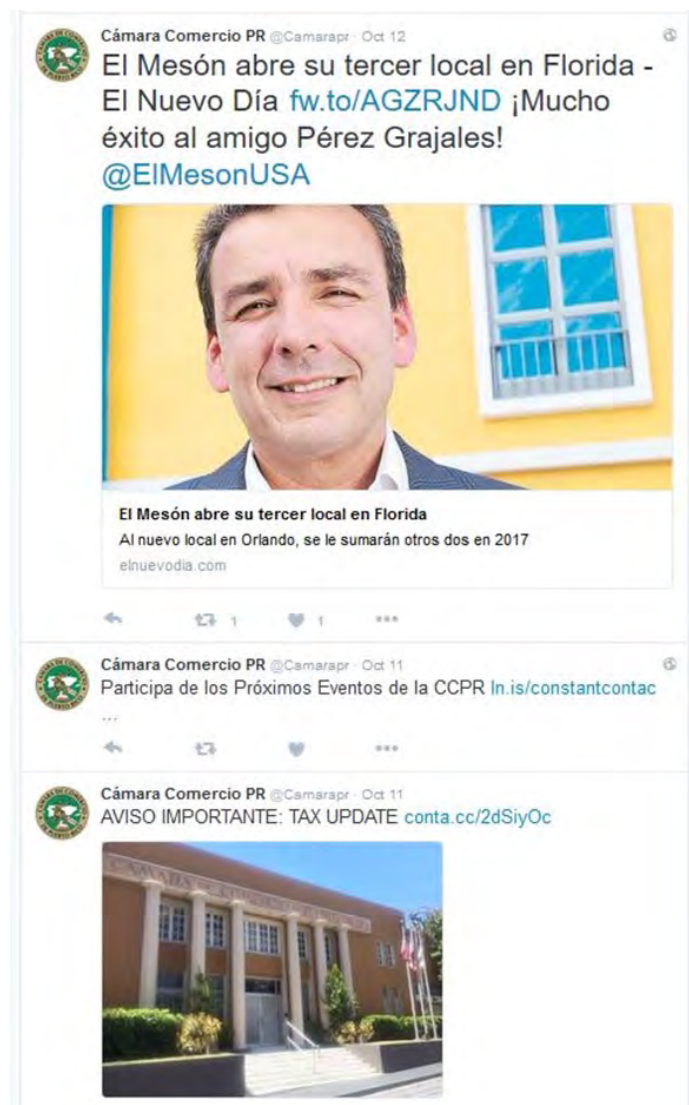 Cámara Comercio PR @Camarapr · Oct 12
El Mesón abre su tercer local en Florida -
El Nuevo Día fw.to/AGZRJND ¡Mucho
éxito al amigo Pérez Grajales!
@ElMesonUSA
El Mesón abre su tercer local en Florida
Al nuevo local en Orlando, se le sumarán otros dos en 2017
elnuevodia.com
1 1
Cámara Comercio PR @Camarapr · Oct 11
Participa de los Próximos Eventos de la CCPR ln.is/constantcontac
...
Cámara Comercio PR @Camarapr · Oct 11
AVISO IMPORTANTE: TAX UPDATE conta.cc/2dSiyOc
CAMARA DE COMERCIO